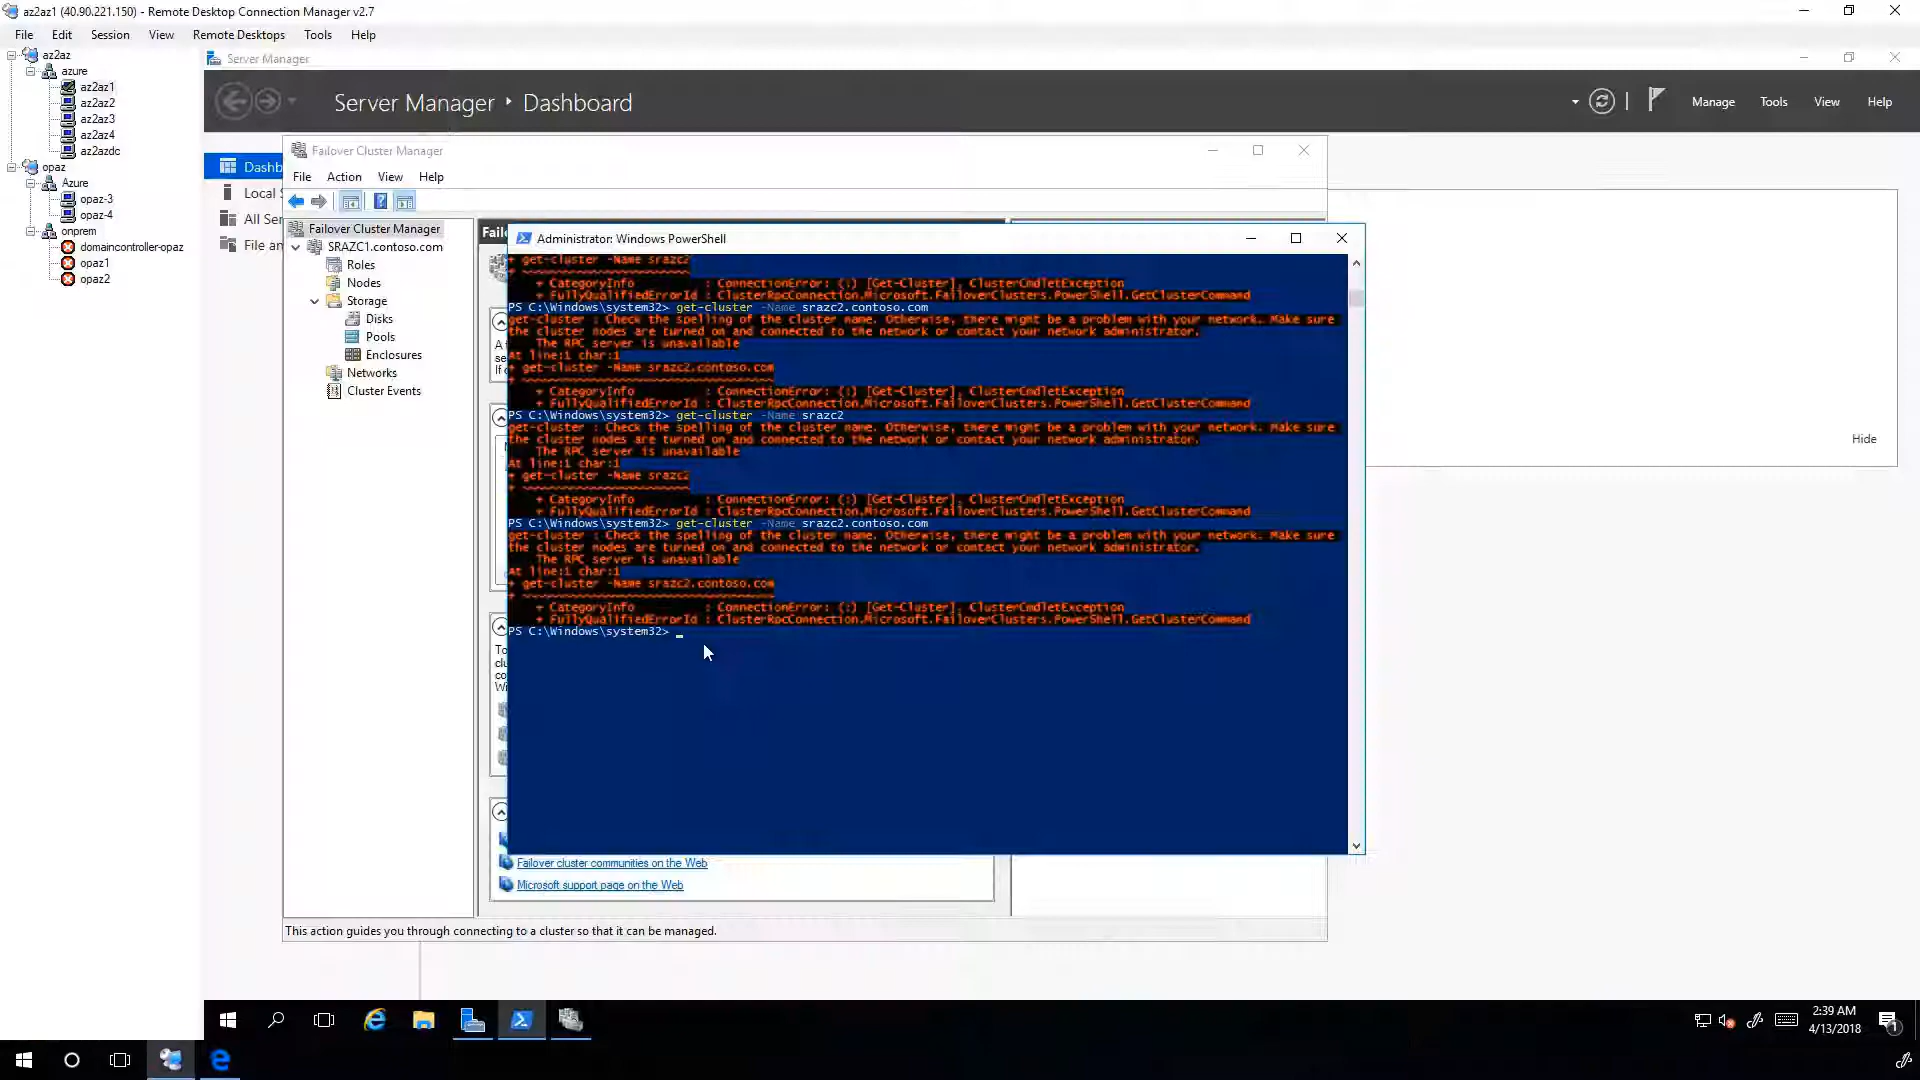 az2az1 (40.90.221.150) - Remote Desktop Connection Manager v2.7
File Edit Session View Remote Desktops Tools Help
az2az
azure
az2az1
az2az2
az2az3
az2az4
az2azdc
opaz
Azure
opaz-3
opaz-4
onprem
domaincontroller-opaz
opaz1
opaz2
Server Manager
Server Manager ‣ Dashboard
Manage Tools View Help
Dashb
Local
All Ser
File an
Hide
Failover Cluster Manager
File Action View Help
Failover Cluster Manager
SRAZC1.contoso.com
Roles
Nodes
Storage
Disks
Pools
Enclosures
Networks
Cluster Events
Fail
Administrator: Windows PowerShell
+ get-cluster -Name srazc2
+ ~~~~~~~~~~~~~~~~~~~~~~~~
+ CategoryInfo : ConnectionError: (:) [Get-Cluster], ClusterCmdletException
+ FullyQualifiedErrorId : ClusterRpcConnection,Microsoft.FailoverClusters.PowerShell.GetClusterCommand
PS C:\Windows\system32> get-cluster -Name srazc2.contoso.com
get-cluster : Check the spelling of the cluster name. Otherwise, there might be a problem with your network. Make sure
the cluster nodes are turned on and connected to the network or contact your network administrator.
The RPC server is unavailable
At line:1 char:1
+ get-cluster -Name srazc2.contoso.com
+ ~~~~~~~~~~~~~~~~~~~~~~~~~~~~~~~~~~~~
+ CategoryInfo : ConnectionError: (:) [Get-Cluster], ClusterCmdletException
+ FullyQualifiedErrorId : ClusterRpcConnection,Microsoft.FailoverClusters.PowerShell.GetClusterCommand
PS C:\Windows\system32> get-cluster -Name srazc2
get-cluster : Check the spelling of the cluster name. Otherwise, there might be a problem with your network. Make sure
the cluster nodes are turned on and connected to the network or contact your network administrator.
The RPC server is unavailable
At line:1 char:1
+ get-cluster -Name srazc2
+ ~~~~~~~~~~~~~~~~~~~~~~~~
+ CategoryInfo : ConnectionError: (:) [Get-Cluster], ClusterCmdletException
+ FullyQualifiedErrorId : ClusterRpcConnection,Microsoft.FailoverClusters.PowerShell.GetClusterCommand
PS C:\Windows\system32> get-cluster -Name srazc2.contoso.com
get-cluster : Check the spelling of the cluster name. Otherwise, there might be a problem with your network. Make sure
the cluster nodes are turned on and connected to the network or contact your network administrator.
The RPC server is unavailable
At line:1 char:1
+ get-cluster -Name srazc2.contoso.com
+ ~~~~~~~~~~~~~~~~~~~~~~~~~~~~~~~~~~~~
+ CategoryInfo : ConnectionError: (:) [Get-Cluster], ClusterCmdletException
+ FullyQualifiedErrorId : ClusterRpcConnection,Microsoft.FailoverClusters.PowerShell.GetClusterCommand
PS C:\Windows\system32> _
Failover cluster communities on the Web
Microsoft support page on the Web
This action guides you through connecting to a cluster so that it can be managed.
2:39 AM
4/13/2018
1